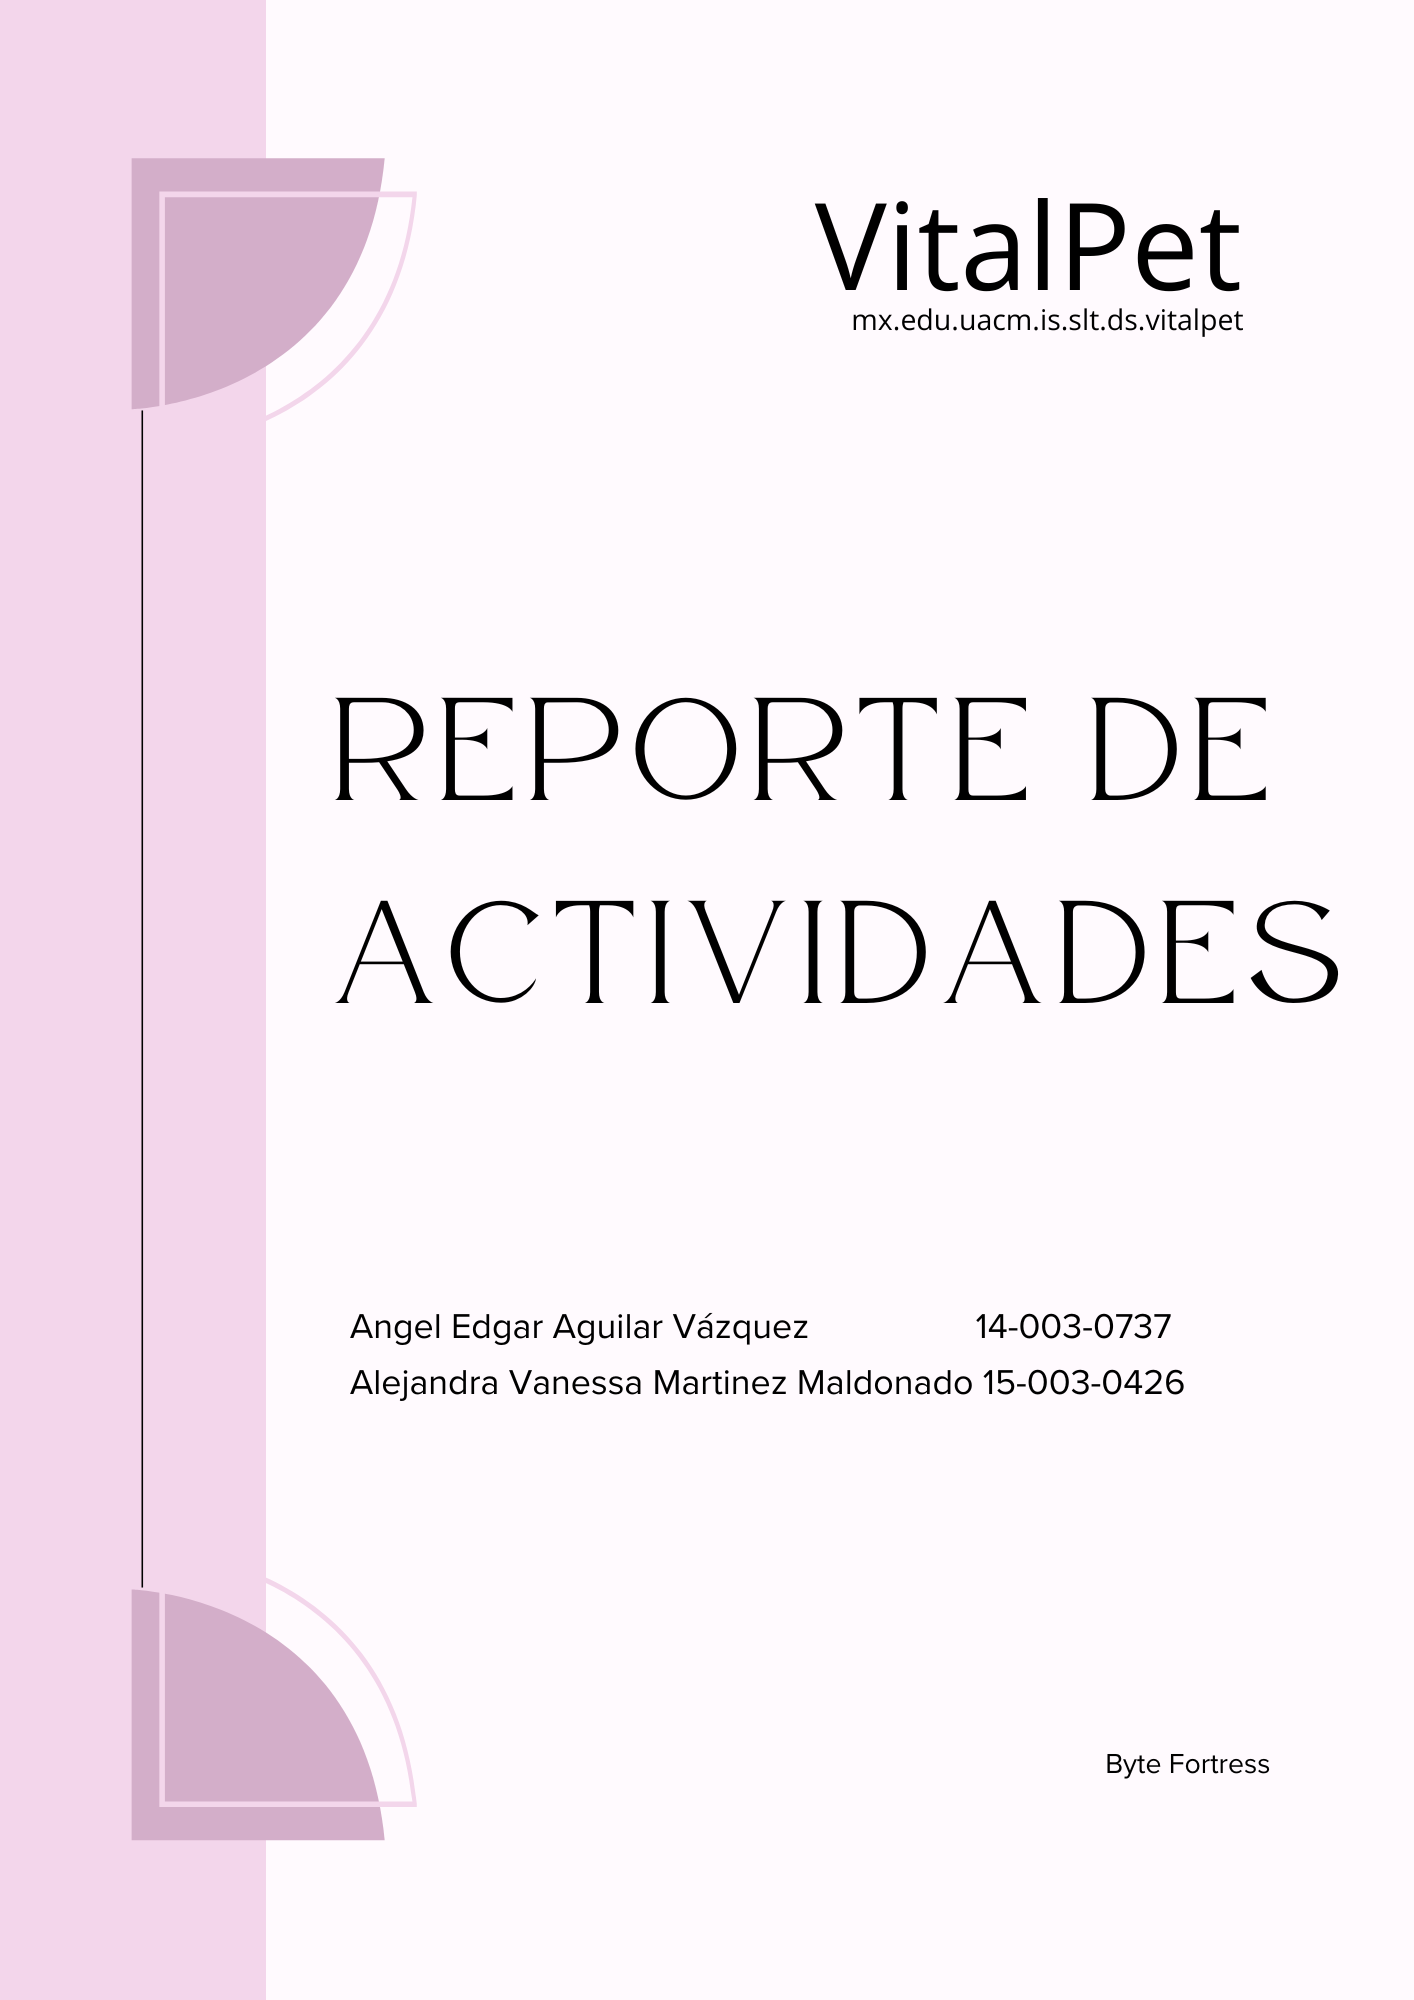 VitalPet
mx.edu.uacm.is.slt.ds.vitalpet
REPORTE DE
ACTIVIDADES
Angel Edgar Aguilar Vázquez 14-003-0737
Alejandra Vanessa Martinez Maldonado 15-003-0426
Byte Fortress